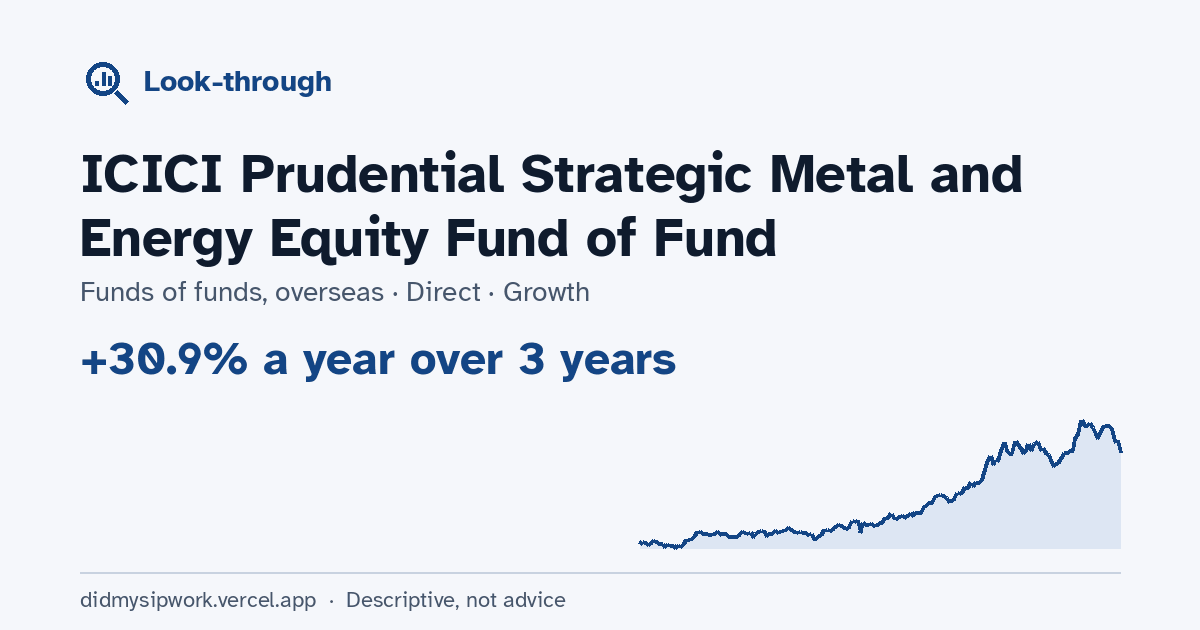 Look-through
ICICI Prudential Strategic Metal and
Energy Equity Fund of Fund
Funds of funds, overseas · Direct · Growth
+30.9% a year over 3 years
didmysipwork.vercel.app · Descriptive, not advice